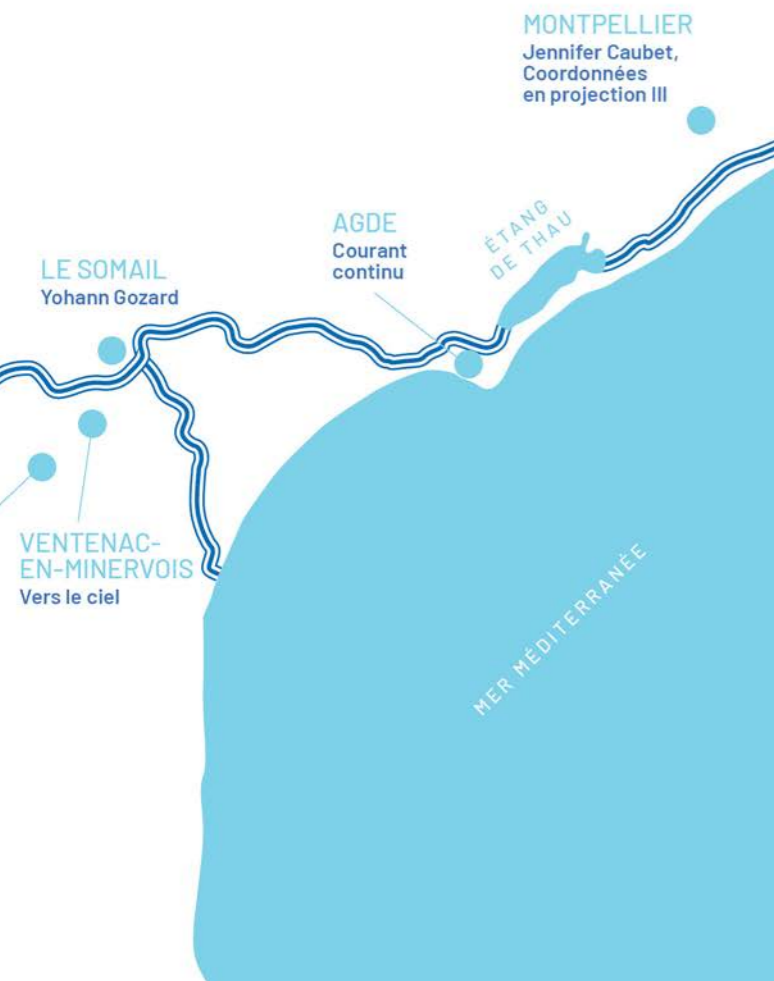 MONTPELLIER
Jennifer Caubet,
Coordonnées
en projection III
AGDE
Courant
continu
ÉTANG
DE THAU
LE SOMAIL
Yohann Gozard
VENTENAC-
EN-MINERVOIS
Vers le ciel
MER MÉDITERRANÉE